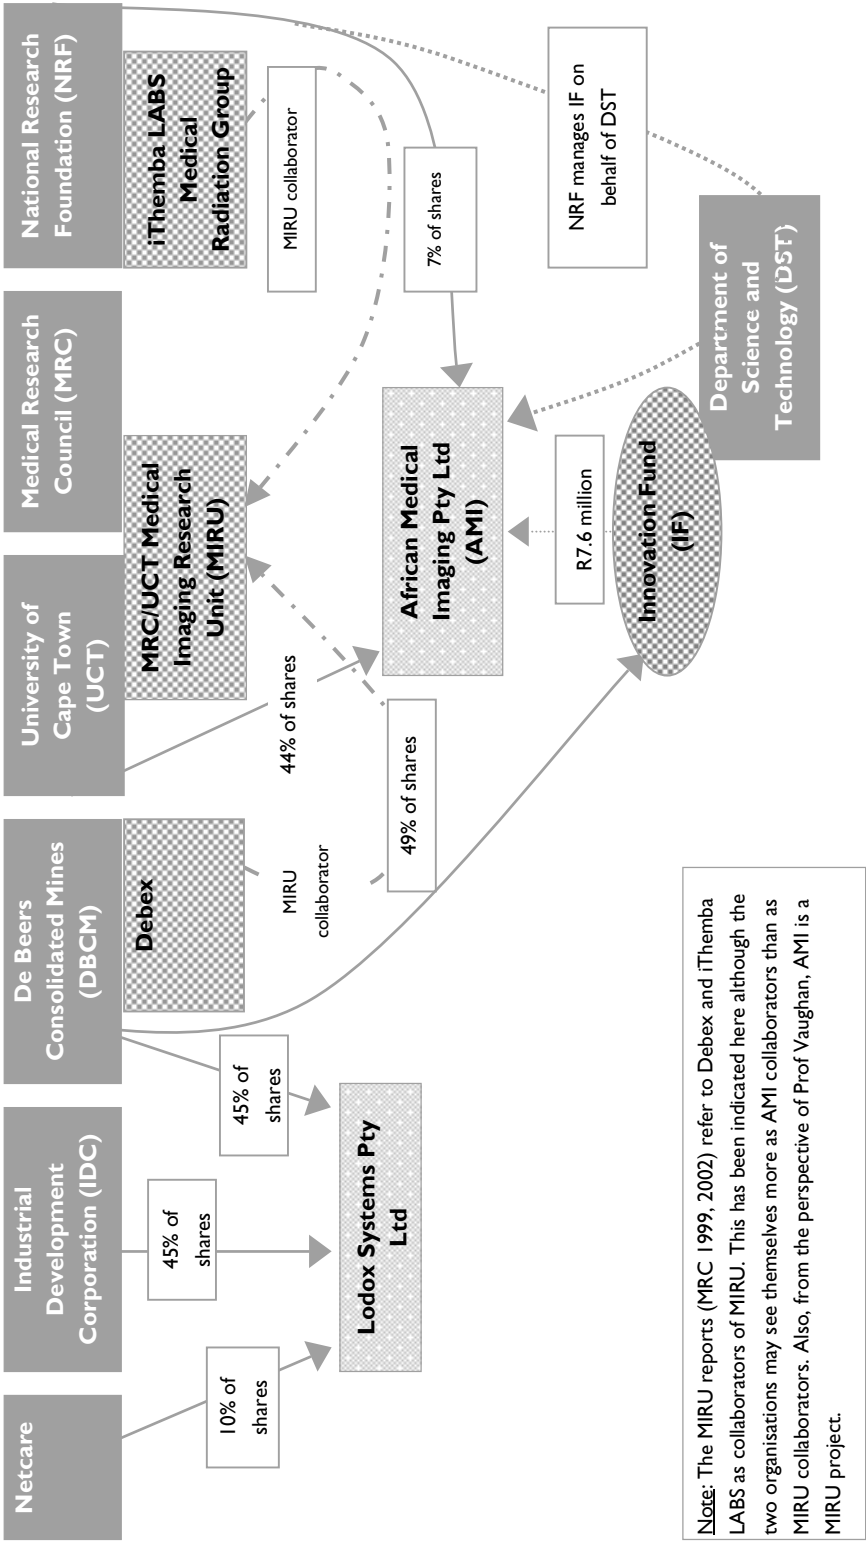 Netcare
Industrial
Development
Corporation (IDC)
De Beers
Consolidated Mines
(DBCM)
University of
Cape Town
(UCT)
Medical Research
Council (MRC)
National Research
Foundation (NRF)
Debex
MRC/UCT Medical
Imaging Research
Unit (MIRU)
iThemba LABS
Medical
Radiation Group
10% of
shares
45% of
shares
45% of
shares
MIRU
collaborator
44% of shares
MIRU collaborator
49% of shares
7% of shares
Lodox Systems Pty
Ltd
African Medical
Imaging Pty Ltd
(AMI)
R7.6 million
NRF manages IF on
behalf of DST
Innovation Fund
(IF)
Department of
Science and
Technology (DST)
Note: The MIRU reports (MRC 1999, 2002) refer to Debex and iThemba
LABS as collaborators of MIRU. This has been indicated here although the
two organisations may see themselves more as AMI collaborators than as
MIRU collaborators. Also, from the perspective of Prof Vaughan, AMI is a
MIRU project.